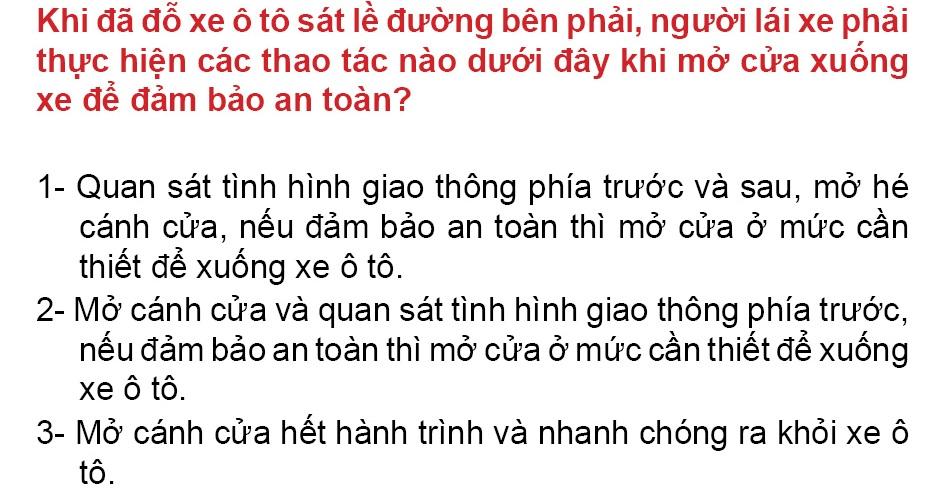 Khi đã đỗ xe ô tô sát lề đường bên phải, người lái xe phải
thực hiện các thao tác nào dưới đây khi mở cửa xuống
xe để đảm bảo an toàn?
1- Quan sát tình hình giao thông phía trước và sau, mở hé
cánh cửa, nếu đảm bảo an toàn thì mở cửa ở mức cần
thiết để xuống xe ô tô.
2- Mở cánh cửa và quan sát tình hình giao thông phía trước,
nếu đảm bảo an toàn thì mở cửa ở mức cần thiết để xuống
xe ô tô.
3- Mở cánh cửa hết hành trình và nhanh chóng ra khỏi xe ô
tô.